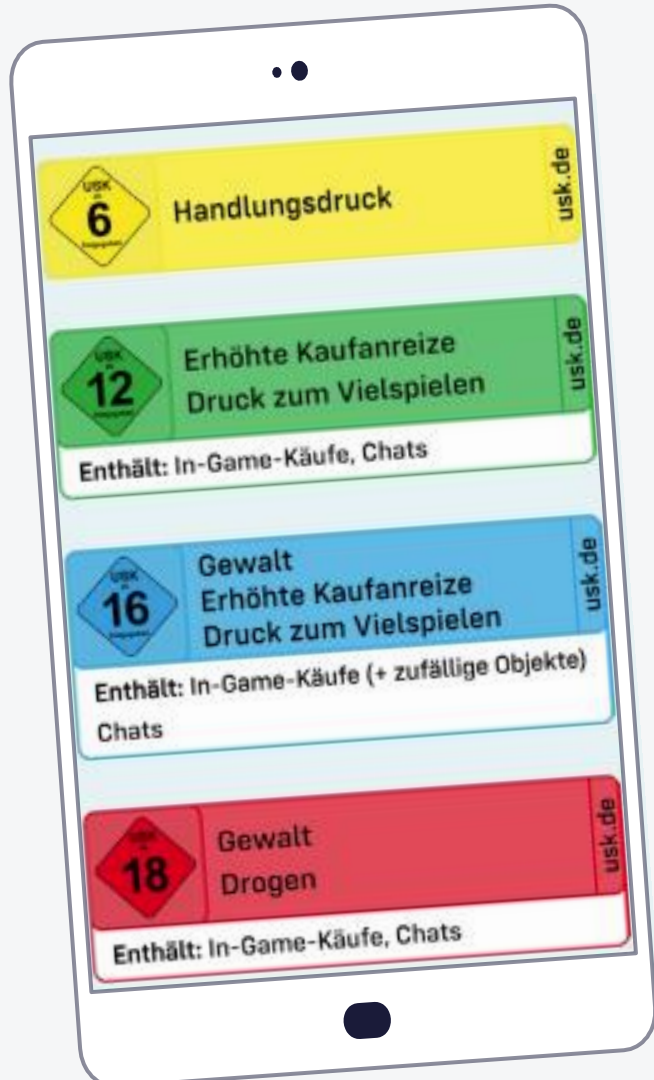 USK
6
Handlungsdruck
usk.de
USK
12
Erhöhte Kaufanreize
Druck zum Vielspielen
usk.de
Enthält: In-Game-Käufe, Chats
USK
16
Gewalt
Erhöhte Kaufanreize
Druck zum Vielspielen
usk.de
Enthält: In-Game-Käufe (+ zufällige Objekte)
Chats
USK
18
Gewalt
Drogen
usk.de
Enthält: In-Game-Käufe, Chats